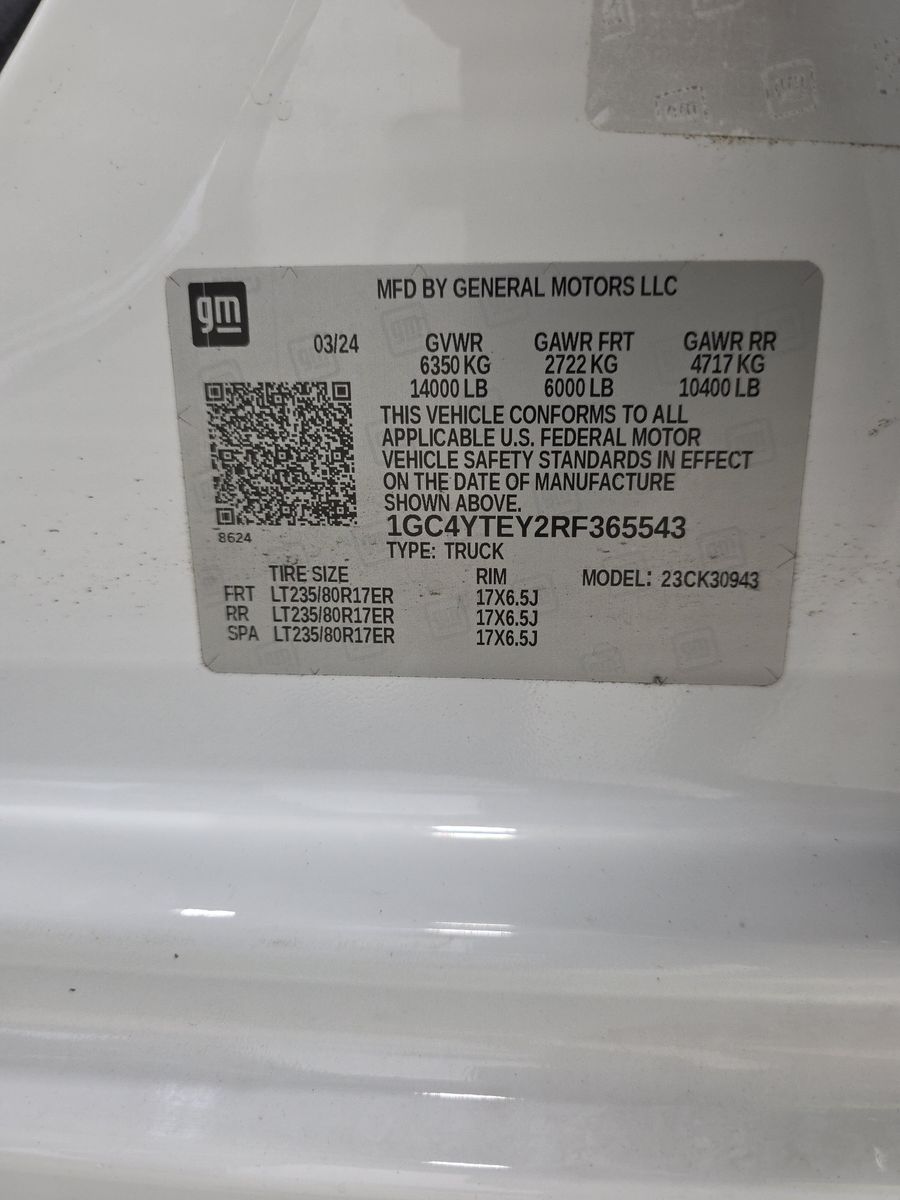 gm
MFD BY GENERAL MOTORS LLC
03/24 GVWR GAWR FRT GAWR RR
6350 KG 2722 KG 4717 KG
14000 LB 6000 LB 10400 LB
THIS VEHICLE CONFORMS TO ALL
APPLICABLE U.S. FEDERAL MOTOR
VEHICLE SAFETY STANDARDS IN EFFECT
ON THE DATE OF MANUFACTURE
SHOWN ABOVE.
1GC4YTEY2RF365543
8624
TYPE: TRUCK
TIRE SIZE RIM MODEL: 23CK30943
FRT LT235/80R17ER 17X6.5J
RR LT235/80R17ER 17X6.5J
SPA LT235/80R17ER 17X6.5J